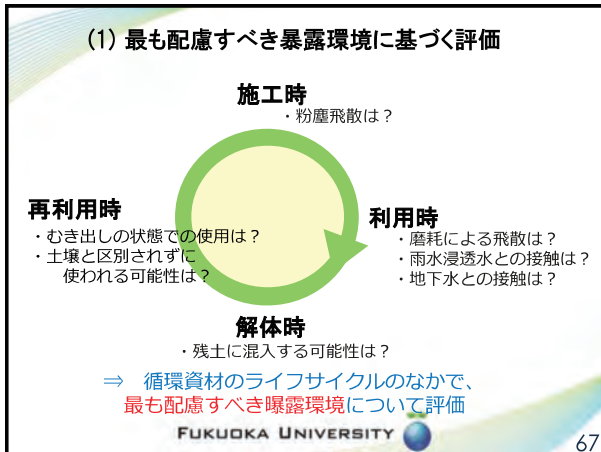 (1) 最も配慮すべき暴露環境に基づく評価
施工時
・粉塵飛散は？
再利用時
・むき出しの状態での使用は？
・土壌と区別されずに
使われる可能性は？
利用時
・磨耗による飛散は？
・雨水浸透水との接触は？
・地下水との接触は？
解体時
・残土に混入する可能性は？
⇒ 循環資材のライフサイクルのなかで、
最も配慮すべき曝露環境について評価
FUKUOKA UNIVERSITY
67